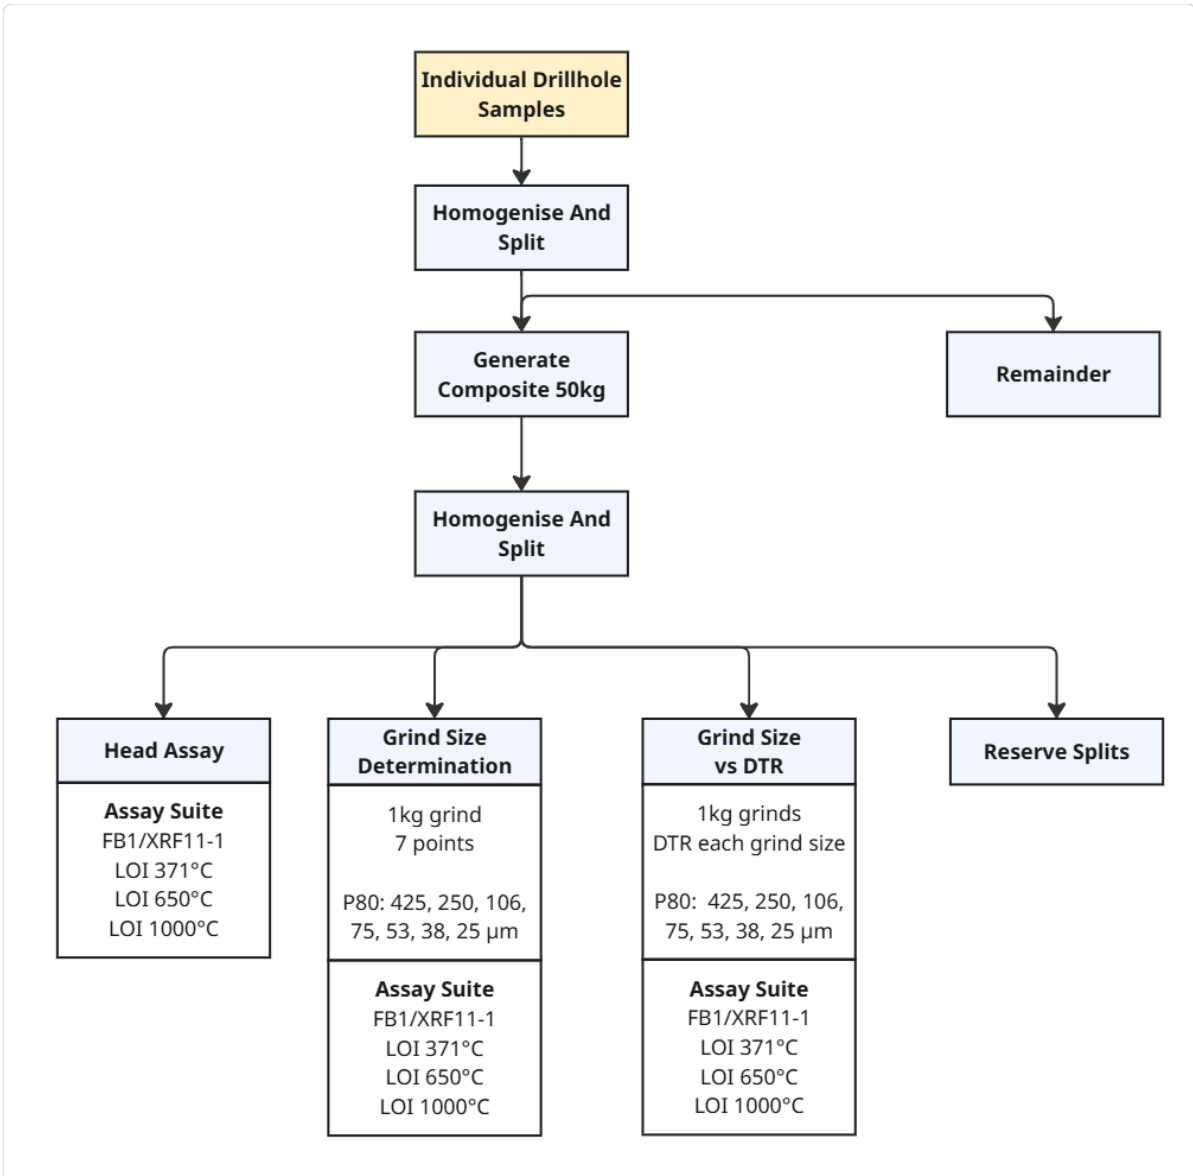 Individual Drillhole
Samples
Homogenise And
Split
Generate
Composite 50kg
Remainder
Homogenise And
Split
Head Assay
Assay Suite
FB1/XRF11-1
LOI 371°C
LOI 650°C
LOI 1000°C
Grind Size
Determination
1kg grind
7 points
P80: 425, 250, 106,
75, 53, 38, 25 µm
Assay Suite
FB1/XRF11-1
LOI 371°C
LOI 650°C
LOI 1000°C
Grind Size
vs DTR
1kg grinds
DTR each grind size
P80:  425, 250, 106,
75, 53, 38, 25 µm
Assay Suite
FB1/XRF11-1
LOI 371°C
LOI 650°C
LOI 1000°C
Reserve Splits